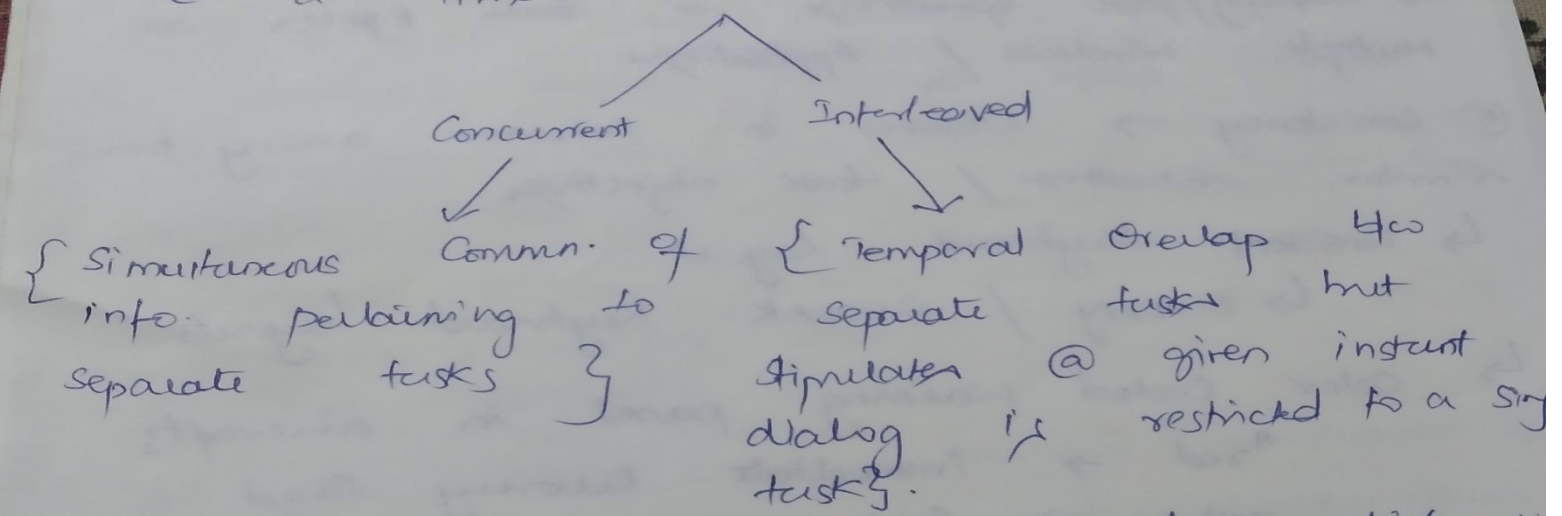 Concurrent
Interleaved
{ Simultaneous Commn. of
info. pertaining to
separate tasks }
{ Temporal Overlap b/w
separate tasks but
stipulates @ given instant
dialog is restricted to a
task}.